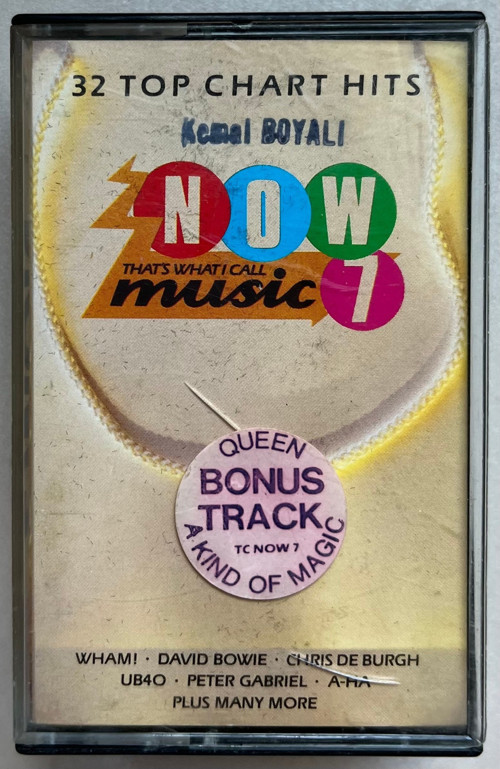 32 TOP CHART HITS
Kemal BOYALI
NOW
THAT'S WHAT I CALL
music 7
QUEEN
BONUS
TRACK
TC NOW 7
A KIND OF MAGIC
WHAM! · DAVID BOWIE · CHRIS DE BURGH
UB40 · PETER GABRIEL · A-HA
PLUS MANY MORE